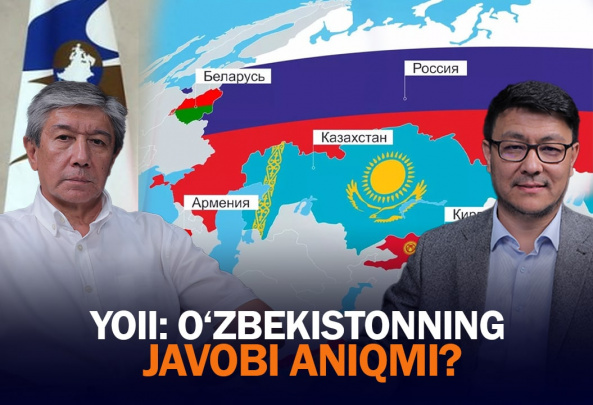 Беларусь
Россия
Казахстан
Армения
YOII: O‘ZBEKISTONNING
JAVOBI ANIQMI?